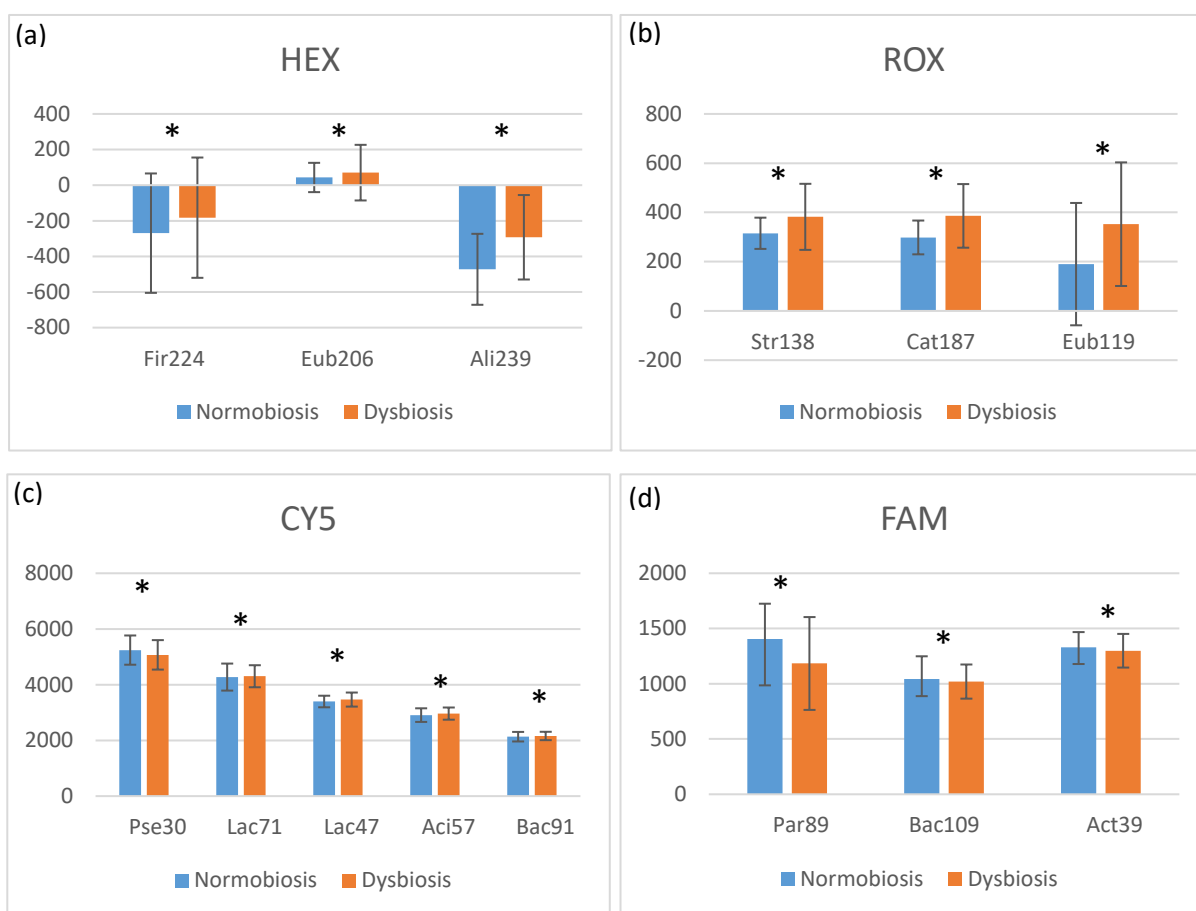 (a)
HEX
400
200
0
-200
-400
-600
-800
*
*
*
Fir224 Eub206 Ali239
Normobiosis Dysbiosis
(b)
ROX
800
600
400
200
0
-200
*
*
*
Str138 Cat187 Eub119
Normobiosis Dysbiosis
(c)
CY5
8000
6000
4000
2000
0
*
*
*
*
*
Pse30 Lac71 Lac47 Aci57 Bac91
Normobiosis Dysbiosis
(d)
FAM
2000
1500
1000
500
0
*
*
*
Par89 Bac109 Act39
Normobiosis Dysbiosis